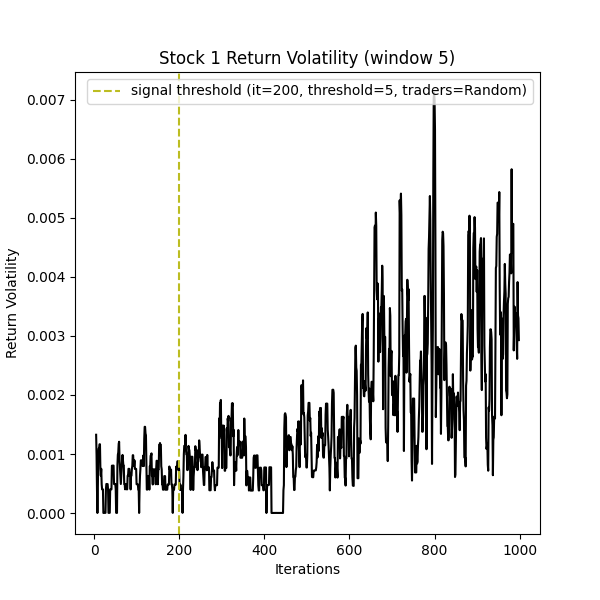 Stock 1 Return Volatility (window 5)
signal threshold (it=200, threshold=5, traders=Random)
0.007
0.006
0.005
0.004
0.003
0.002
0.001
0.000
Return Volatility
0 200 400 600 800 1000
Iterations